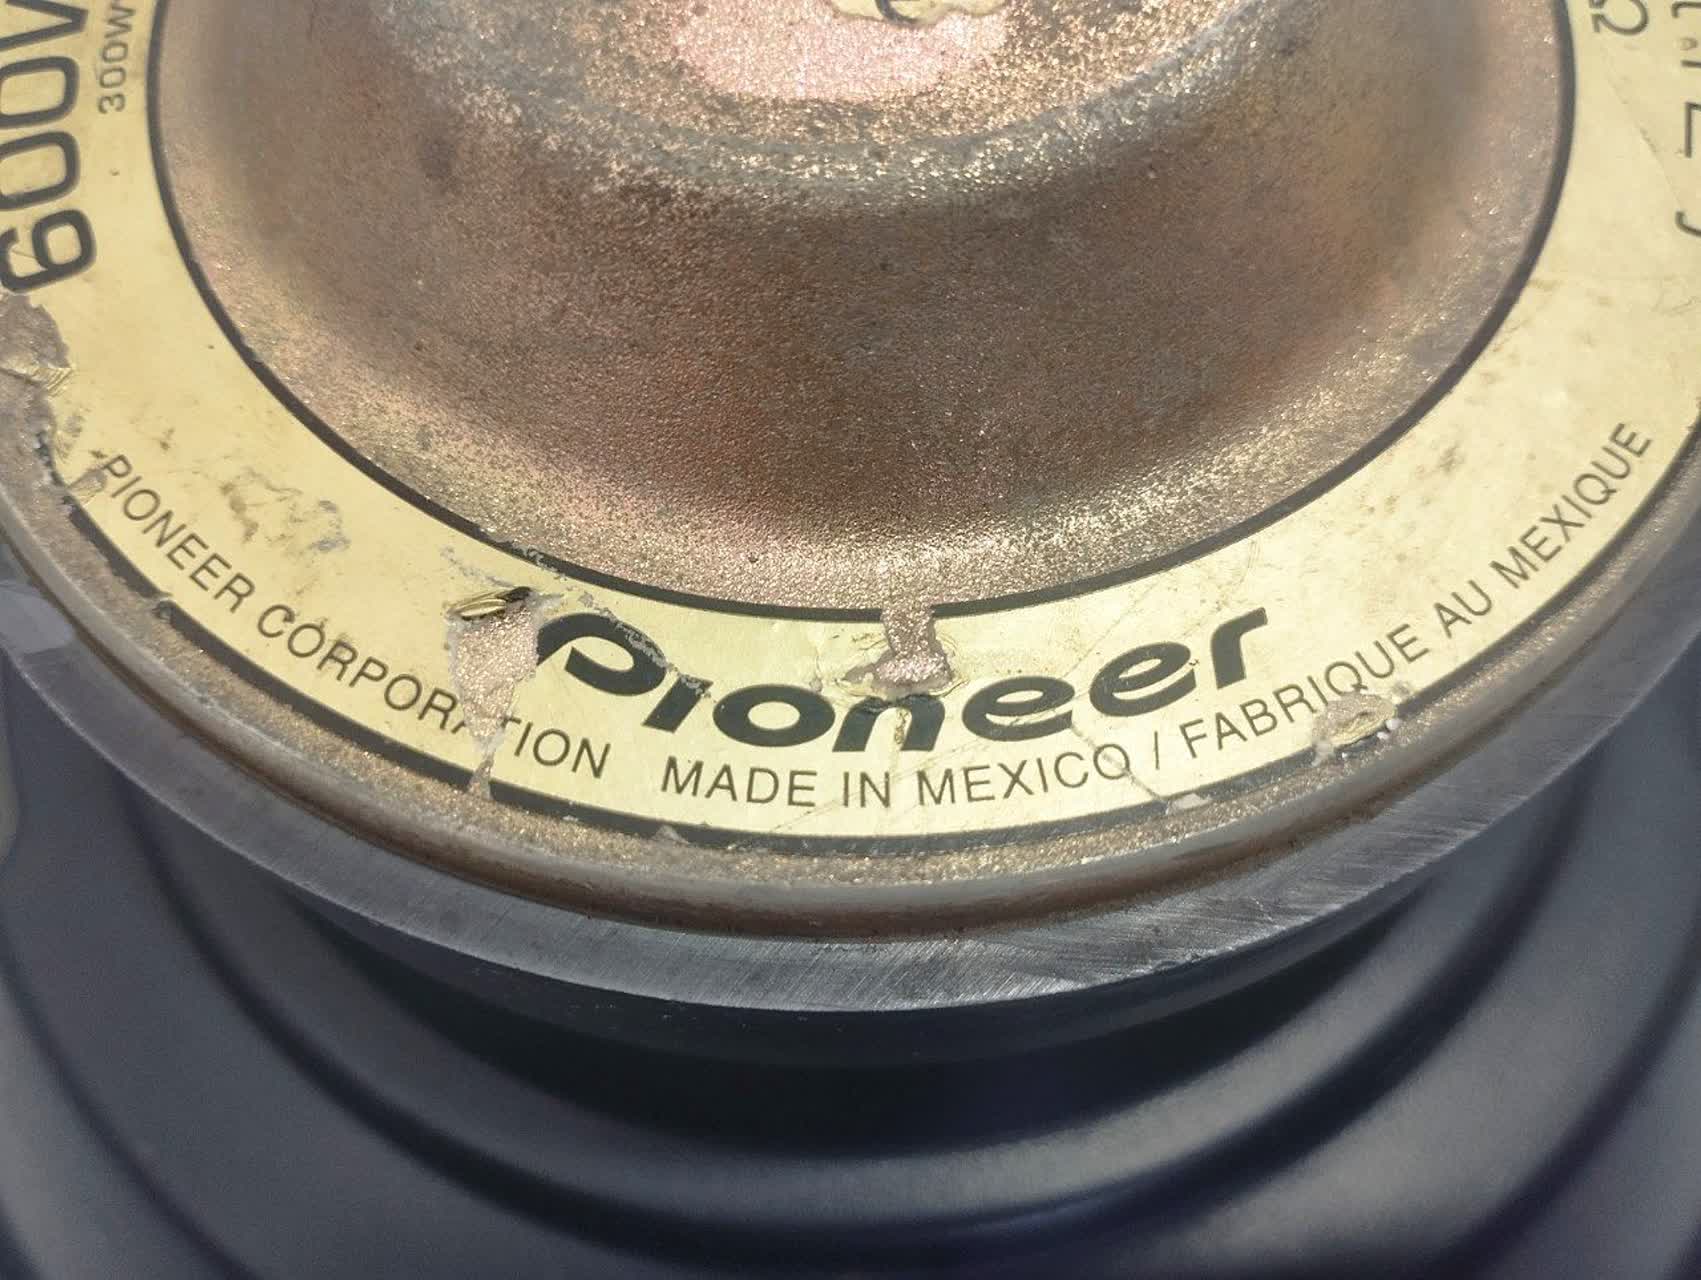 600W
300W
Ω
Pioneer
PIONEER CORPORATION MADE IN MEXICO / FABRIQUE AU MEXIQUE